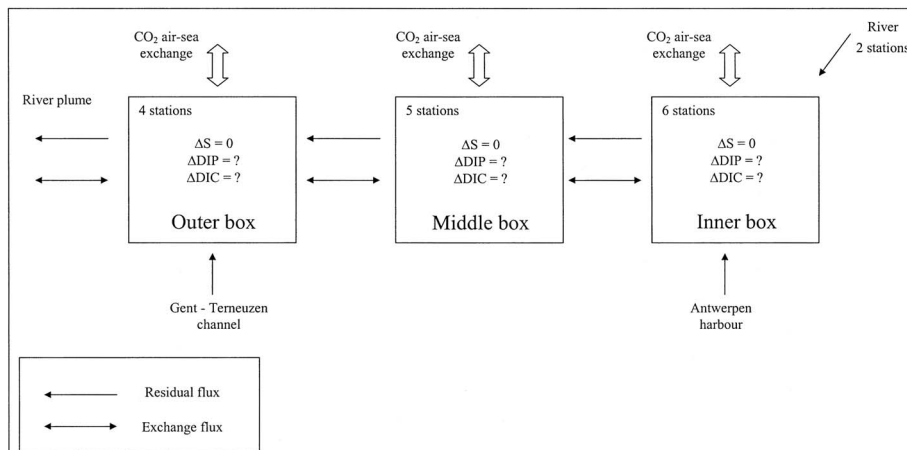 CO₂ air-sea
exchange
CO₂ air-sea
exchange
CO₂ air-sea
exchange
River
2 stations
River plume
4 stations
ΔS = 0
ΔDIP = ?
ΔDIC = ?
Outer box
5 stations
ΔS = 0
ΔDIP = ?
ΔDIC = ?
Middle box
6 stations
ΔS = 0
ΔDIP = ?
ΔDIC = ?
Inner box
Gent - Terneuzen
channel
Antwerpen
harbour
Residual flux
Exchange flux